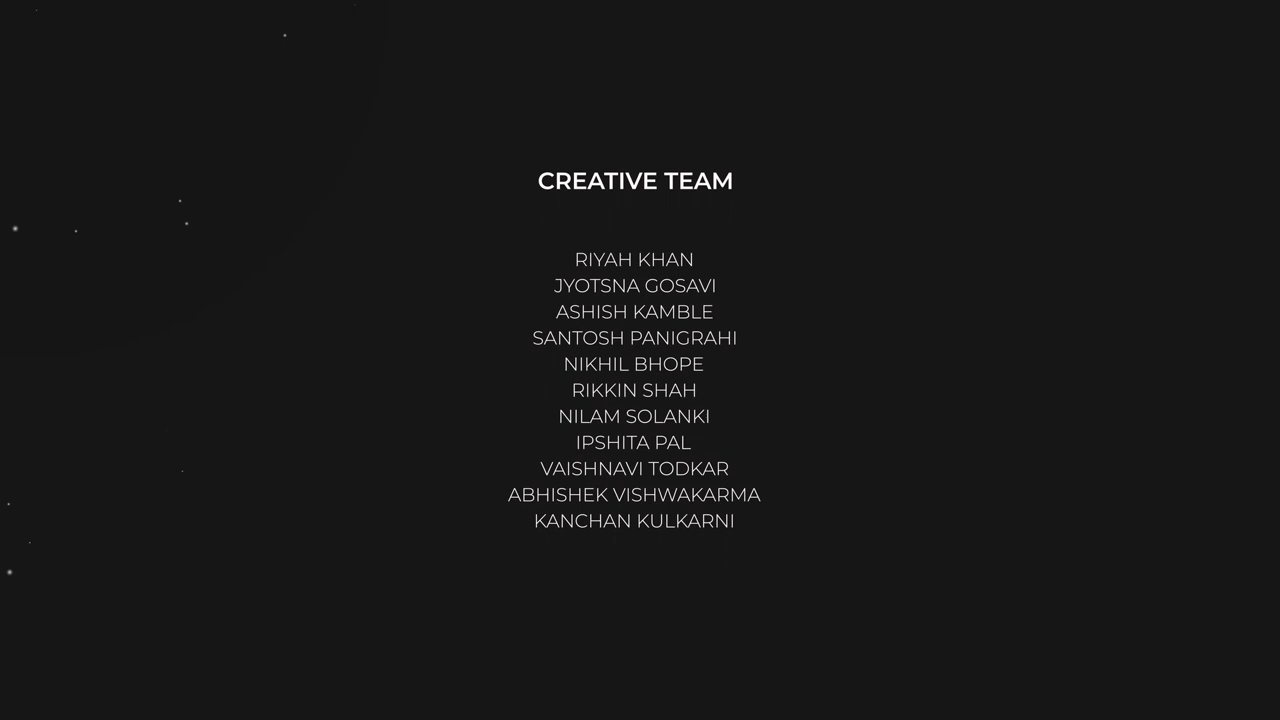 CREATIVE TEAM
RIYAH KHAN
JYOTSNA GOSAVI
ASHISH KAMBLE
SANTOSH PANIGRAHI
NIKHIL BHOPE
RIKKIN SHAH
NILAM SOLANKI
IPSHITA PAL
VAISHNAVI TODKAR
ABHISHEK VISHWAKARMA
KANCHAN KULKARNI